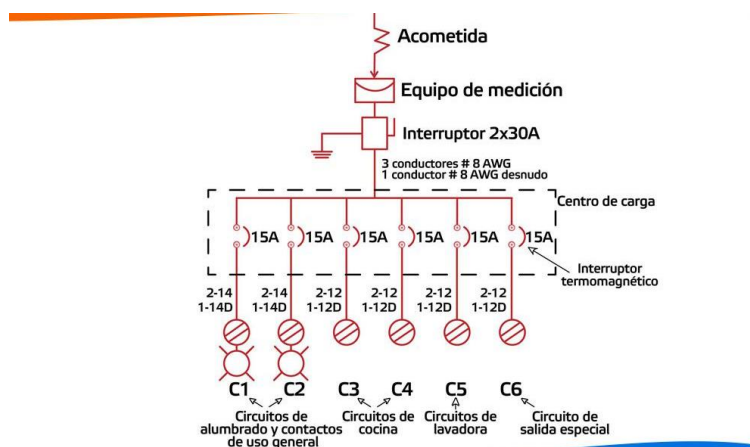 Acometida
Equipo de medición
Interruptor 2x30A
3 conductores # 8 AWG
1 conductor # 8 AWG desnudo
Centro de carga
15A 15A 15A 15A 15A 15A
Interruptor
termomagnético
2-14 2-14 2-12 2-12 2-12 2-12
1-14D 1-14D 1-12D 1-12D 1-12D 1-12D
C1 C2 C3 C4 C5 C6
Circuitos de
alumbrado y contactos
de uso general
Circuitos de
cocina
Circuitos de
lavadora
Circuito de
salida especial